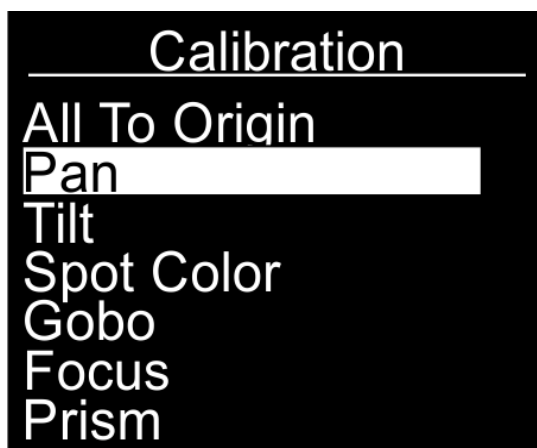 Calibration
All To Origin
Pan
Tilt
Spot Color
Gobo
Focus
Prism